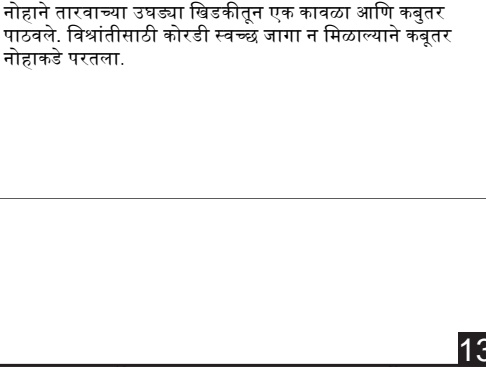 नोहाने तारवाच्या उघड्या खिडकीतून एक कावळा आणि कबुतर
पाठवले. विश्रांतीसाठी कोरडी स्वच्छ जागा न मिळाल्याने कबूतर
नोहाकडे परतला.
13